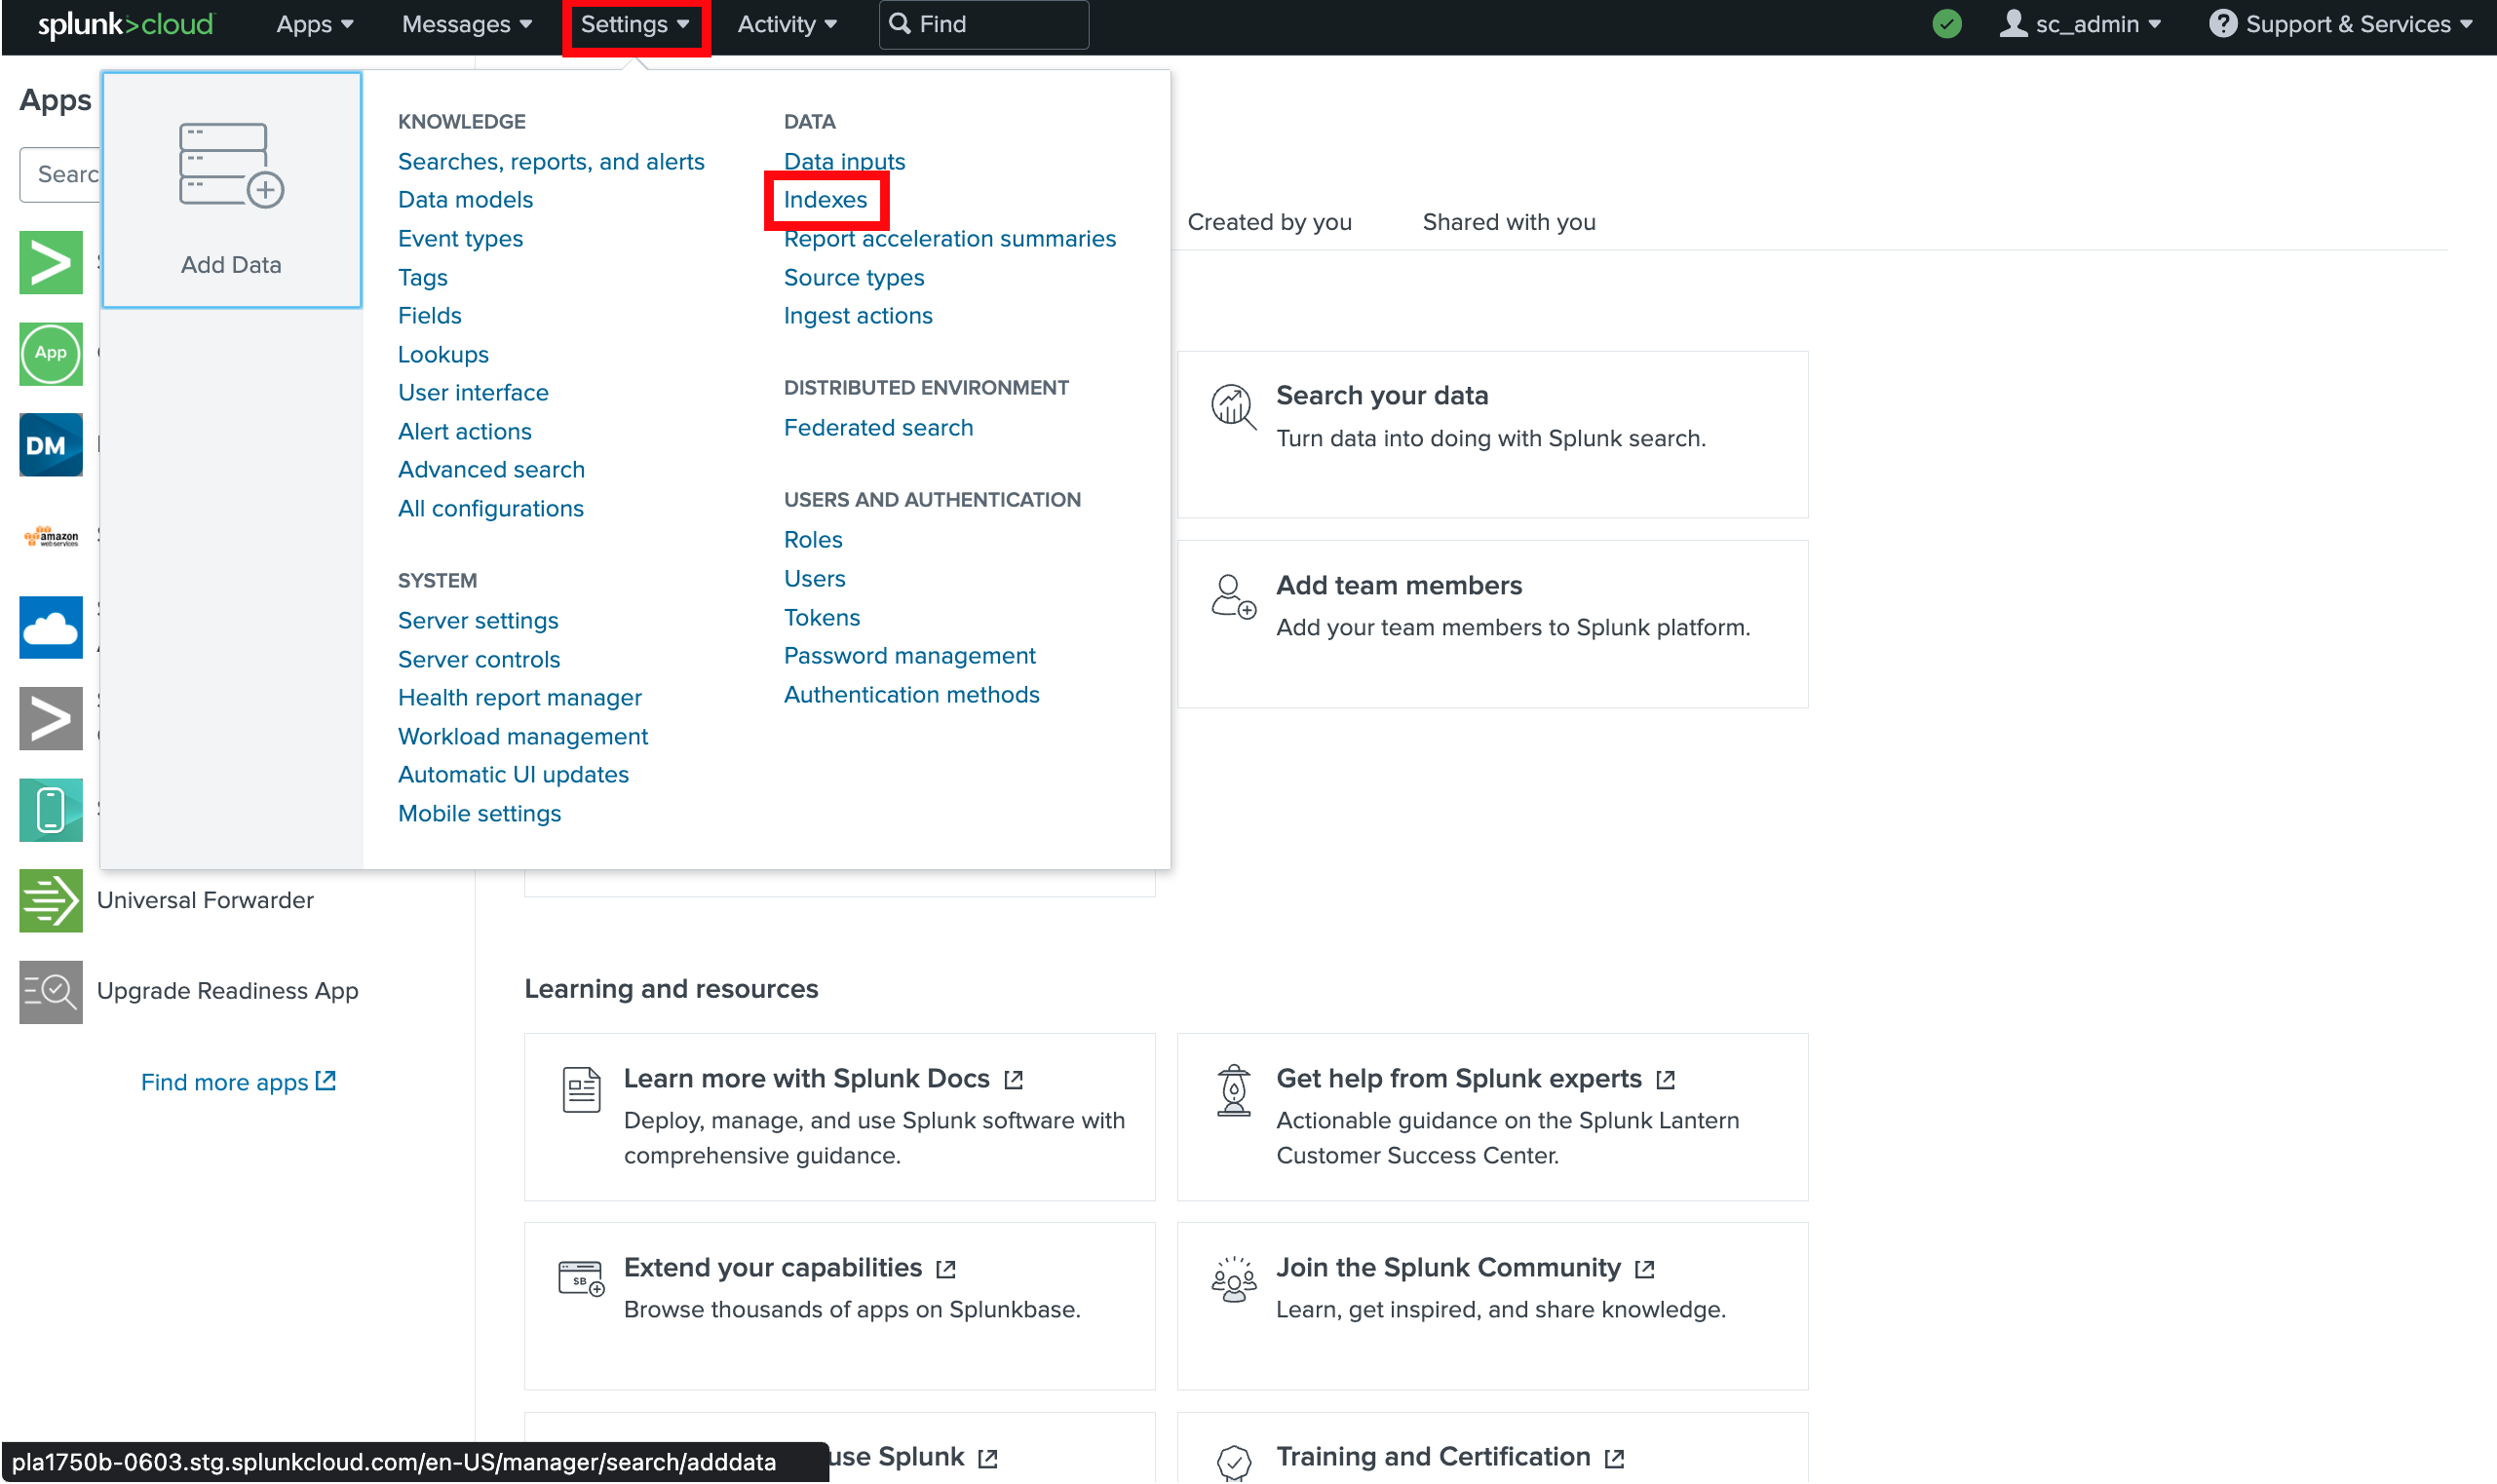 splunk>cloud Apps Messages Settings Activity Find sc_admin Support & Services
Apps
Searc
Add Data
KNOWLEDGE
Searches, reports, and alerts
Data models
Event types
Tags
Fields
Lookups
User interface
Alert actions
Advanced search
All configurations
SYSTEM
Server settings
Server controls
Health report manager
Workload management
Automatic UI updates
Mobile settings
DATA
Data inputs
Indexes
Report acceleration summaries
Source types
Ingest actions
DISTRIBUTED ENVIRONMENT
Federated search
USERS AND AUTHENTICATION
Roles
Users
Tokens
Password management
Authentication methods
App
DM
amazon
webservices
Universal Forwarder
Upgrade Readiness App
Find more apps
Created by you Shared with you
Search your data
Turn data into doing with Splunk search.
Add team members
Add your team members to Splunk platform.
Learning and resources
Learn more with Splunk Docs
Deploy, manage, and use Splunk software with
comprehensive guidance.
Get help from Splunk experts
Actionable guidance on the Splunk Lantern
Customer Success Center.
SB
Extend your capabilities
Browse thousands of apps on Splunkbase.
Join the Splunk Community
Learn, get inspired, and share knowledge.
use Splunk
Training and Certification
pla1750b-0603.stg.splunkcloud.com/en-US/manager/search/adddata